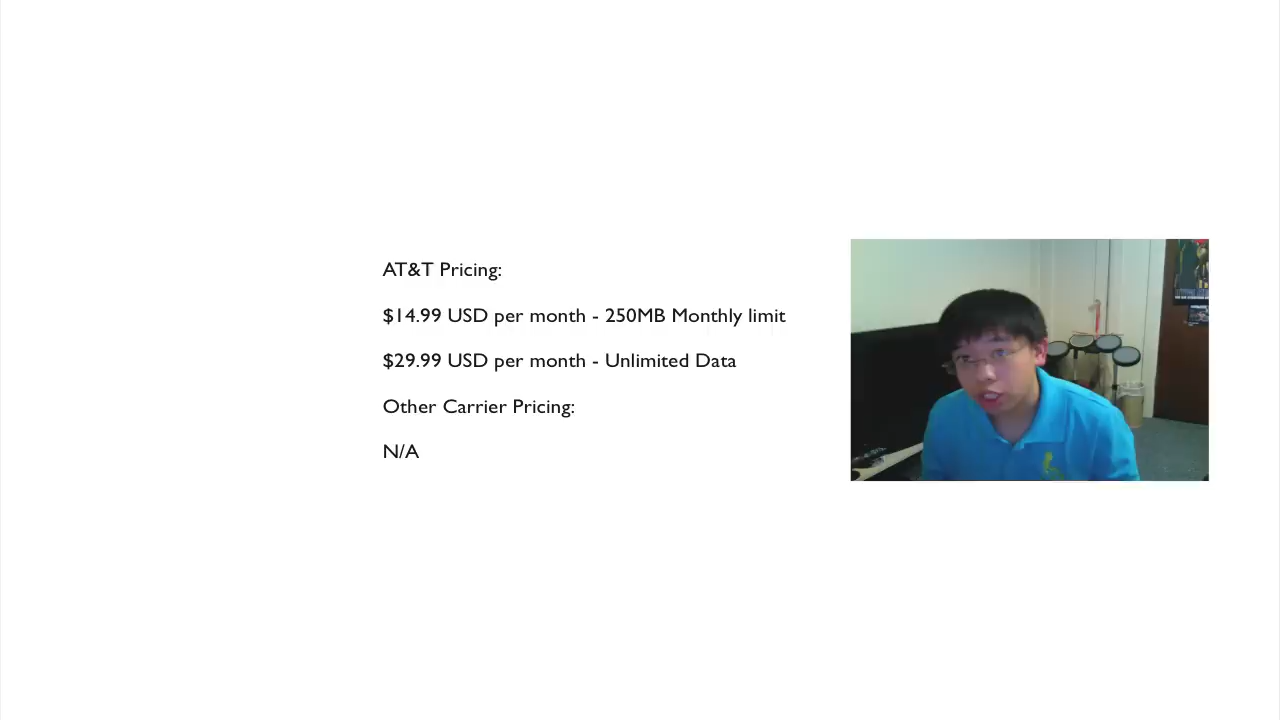 AT&T Pricing:
$14.99 USD per month - 250MB Monthly limit
$29.99 USD per month - Unlimited Data
Other Carrier Pricing:
N/A